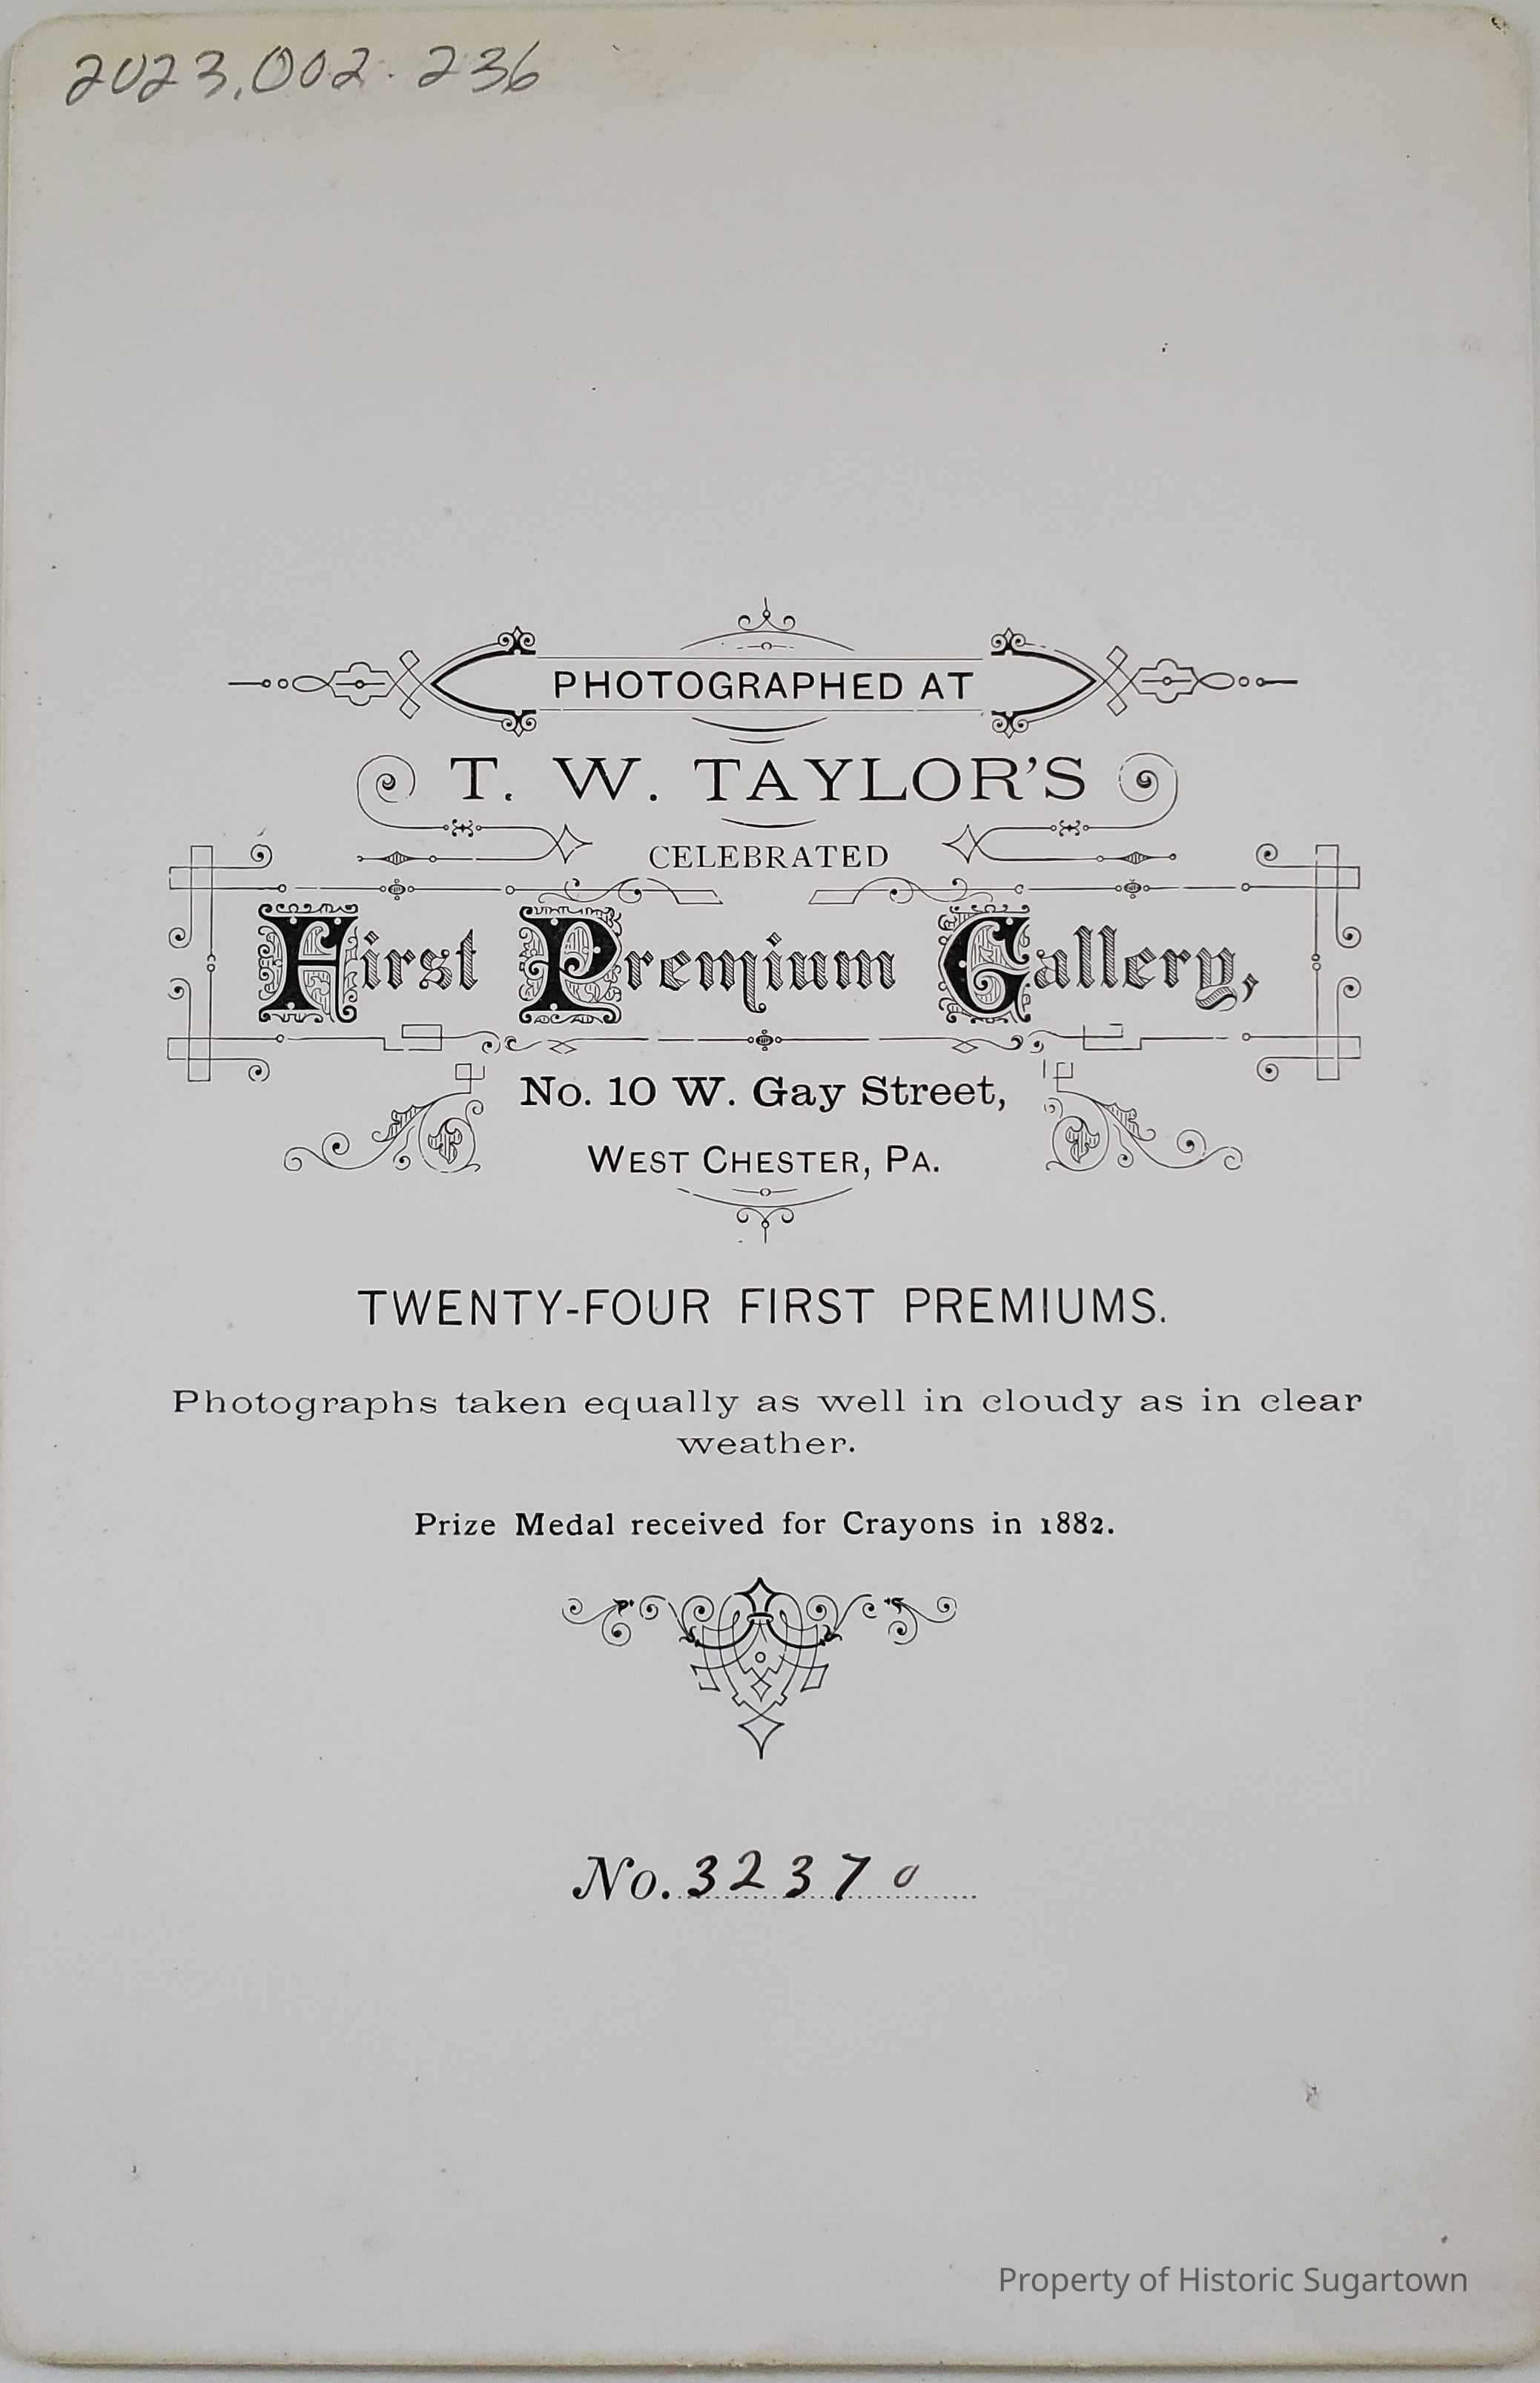 2023.002.236
PHOTOGRAPHED AT
T. W. TAYLOR'S
CELEBRATED
First Premium Gallery,
No. 10 W. Gay Street,
WEST CHESTER, PA.
TWENTY-FOUR FIRST PREMIUMS.
Photographs taken equally as well in cloudy as in clear
weather.
Prize Medal received for Crayons in 1882.
No. 32370
Property of Historic Sugartown